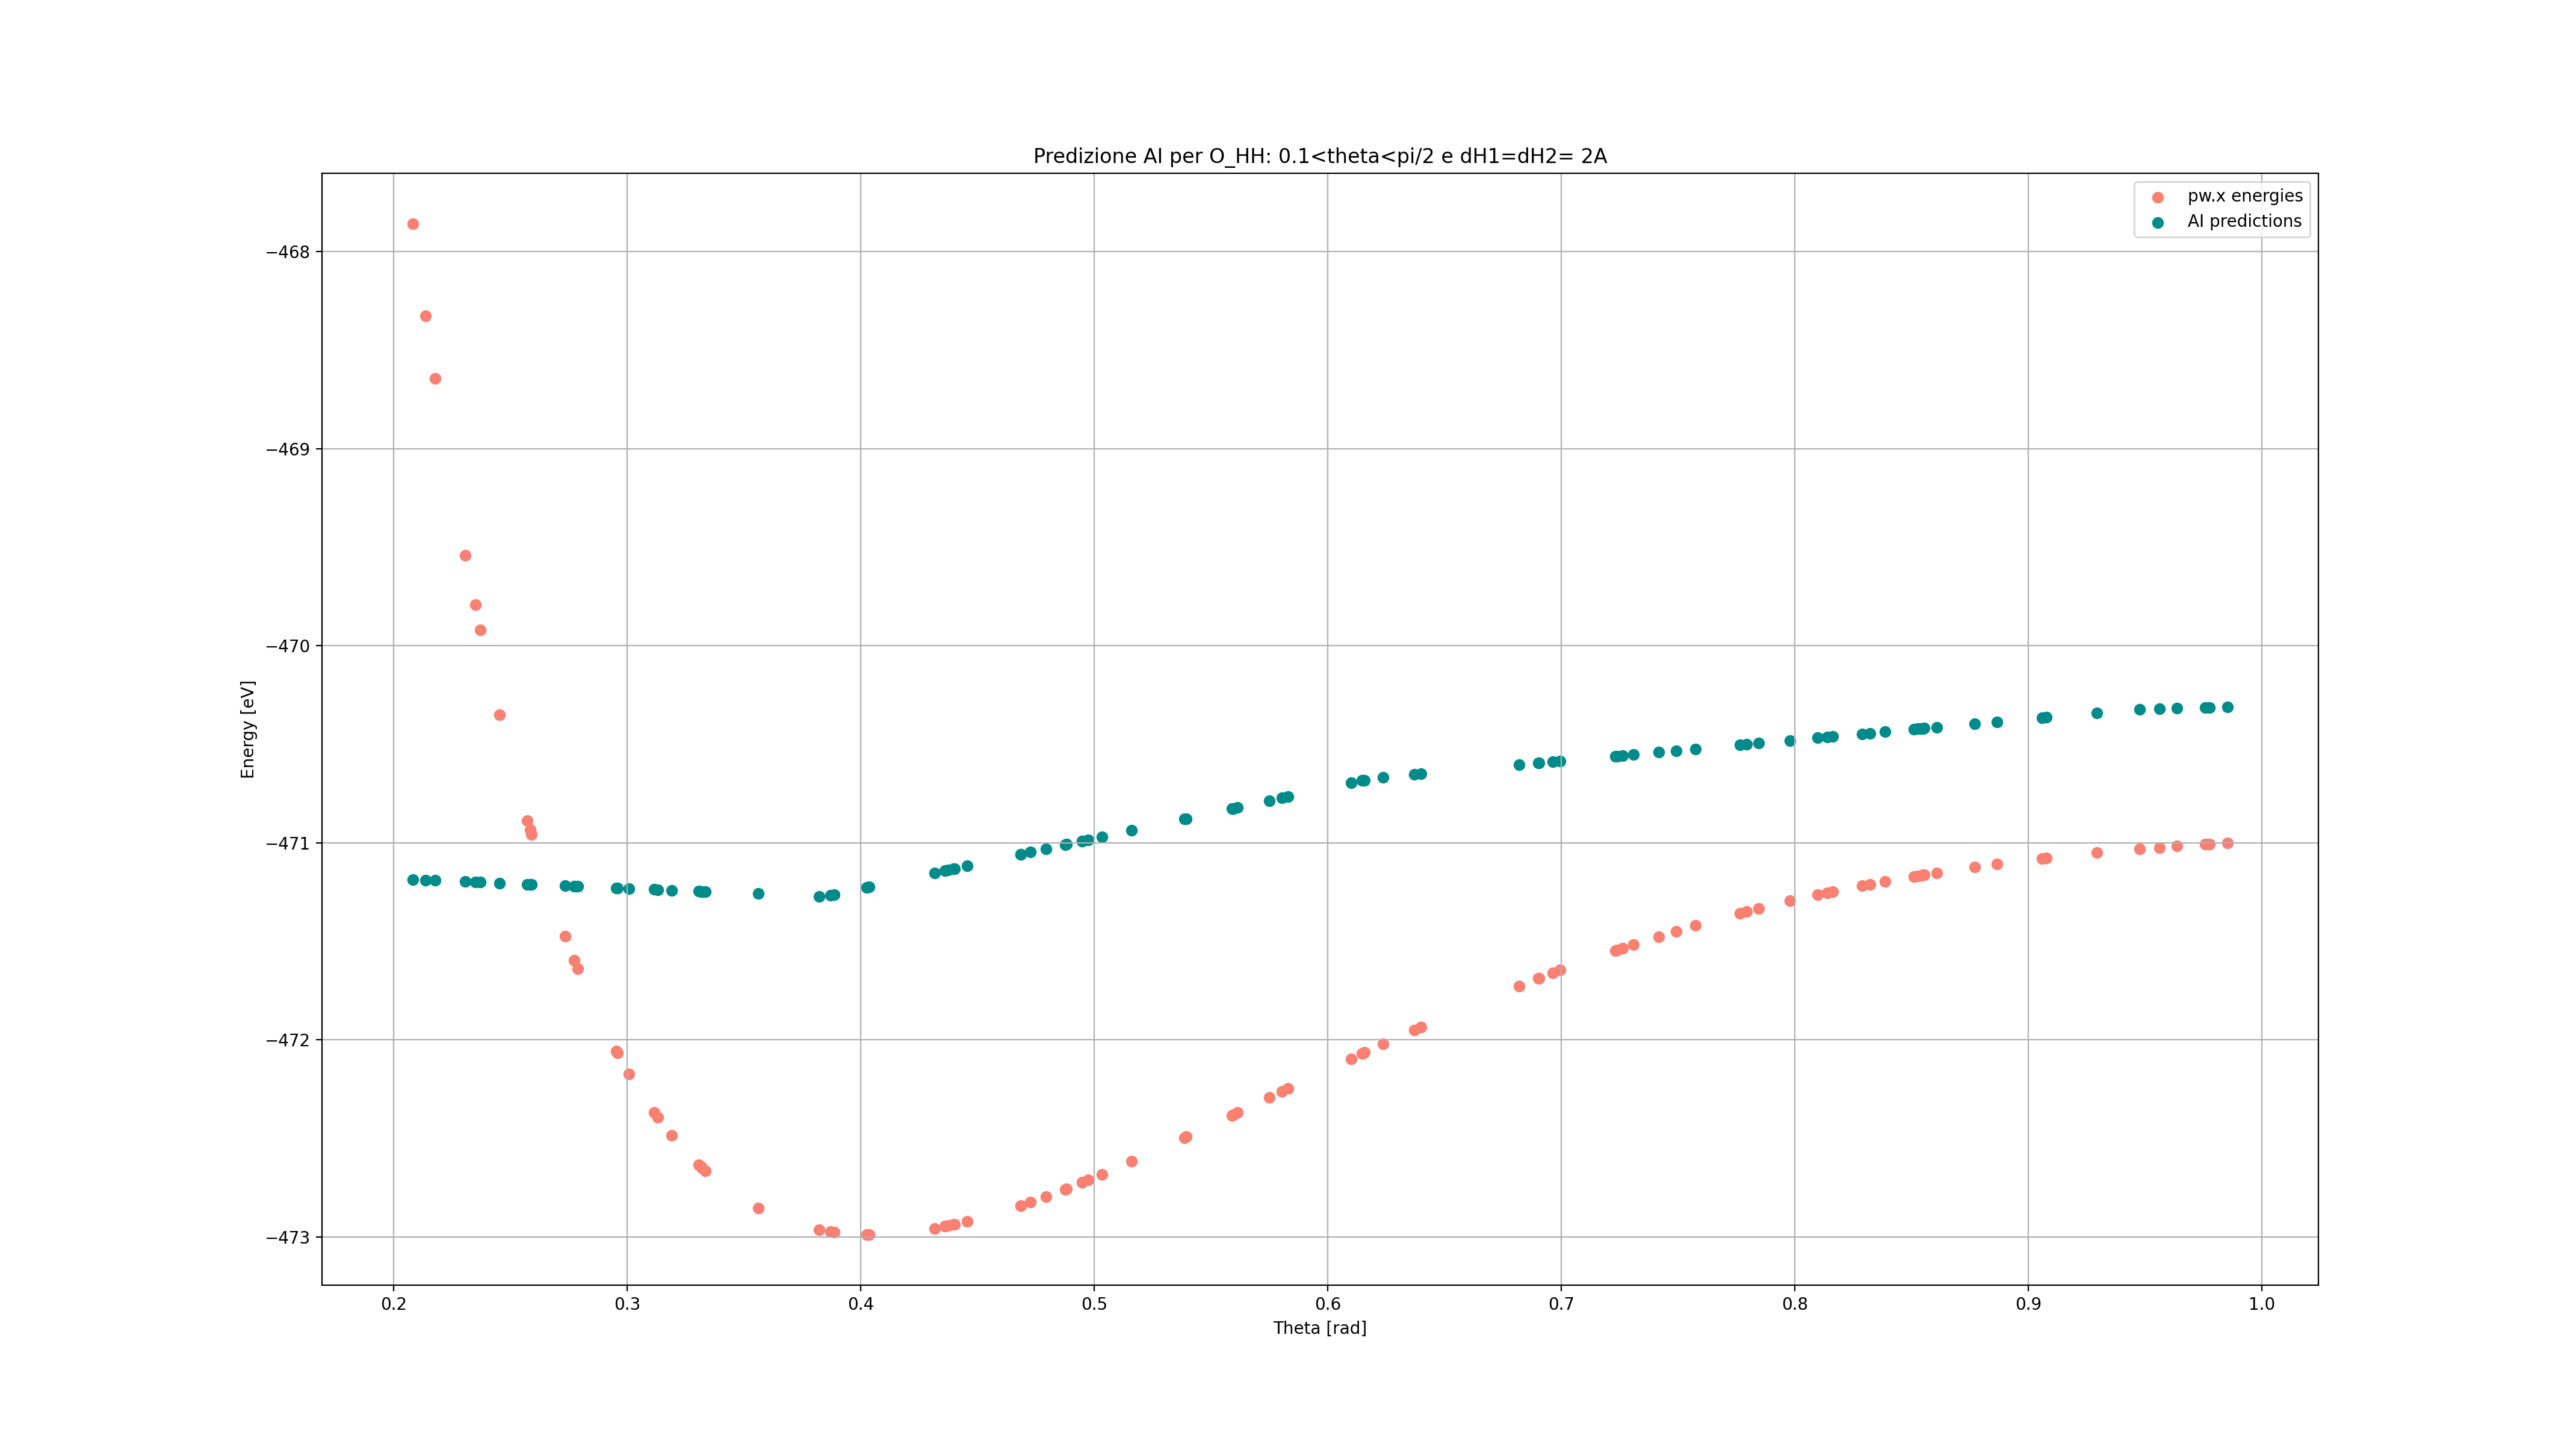 Predizione AI per O_HH: 0.1<theta<pi/2 e dH1=dH2= 2A
pw.x energies
AI predictions
−468
−469
−470
−471
−472
−473
Energy [eV]
0.2 0.3 0.4 0.5 0.6 0.7 0.8 0.9 1.0
Theta [rad]